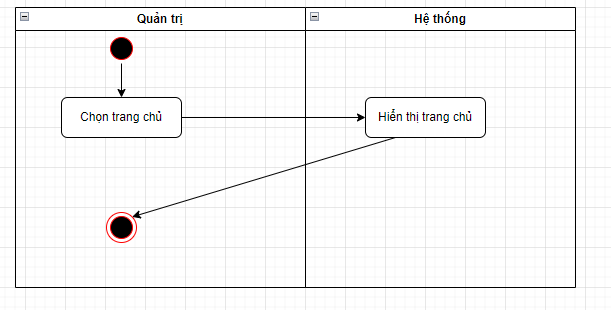 Quản trị
Hệ thống
Chọn trang chủ
Hiển thị trang chủ